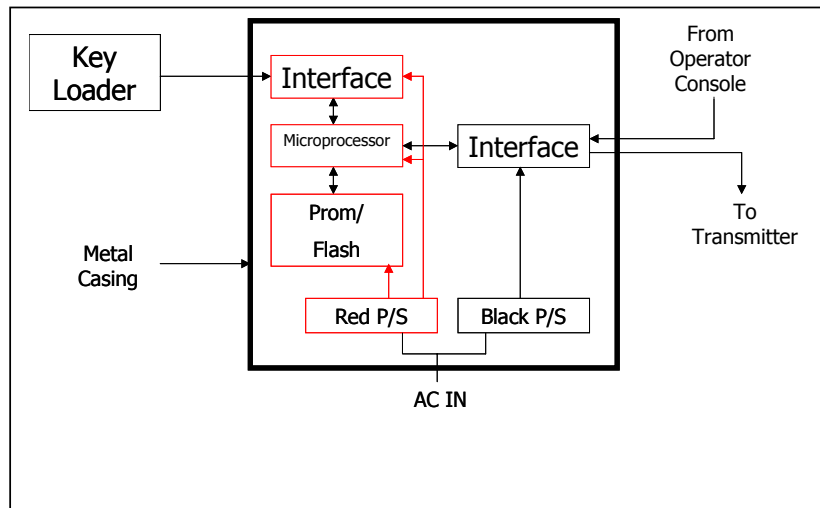 Key
Loader
Interface
Microprocessor
Prom/
Flash
Interface
From
Operator
Console
To
Transmitter
Metal
Casing
Red P/S
Black P/S
AC IN